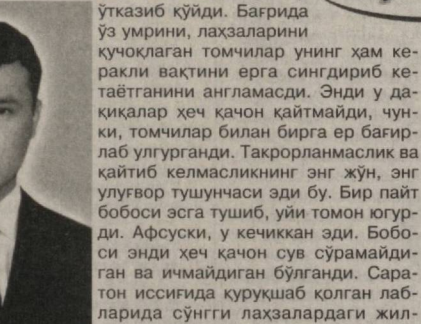 ўтказиб қўйди. Бағрида
ўз умрини, лаҳзаларини
қучоқлаган томчилар унинг ҳам ке-
ракли вақтини ерга сингдириб ке-
таётганини англамасди. Энди у да-
қиқалар ҳеч қачон қайтмайди, чун-
ки, томчилар билан бирга ер бағир-
лаб улгурганди. Такрорланмаслик ва
қайтиб келмасликнинг энг жўн, энг
улуғвор тушунчаси эди бу. Бир пайт
бобоси эсга тушиб, уйи томон югур-
ди. Афсуски, у кечиккан эди. Бобо-
си энди ҳеч қачон сув сўрамайди-
ган ва ичмайдиган бўлганди. Сара-
тон иссиғида қуруқшаб қолган лаб-
ларида сўнгги лаҳзалардаги жил-